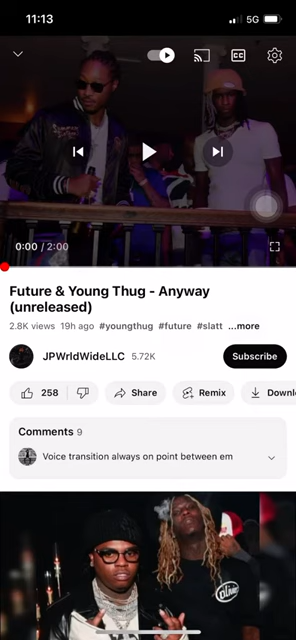 11:13
5G
CC
0:00 / 2:00
Future & Young Thug - Anyway
(unreleased)
2.8K views 19h ago #youngthug #future #slatt ...more
JPWrldWideLLC 5.72K
Subscribe
258
Share
Remix
Downl
Comments 9
Voice transition always on point between em